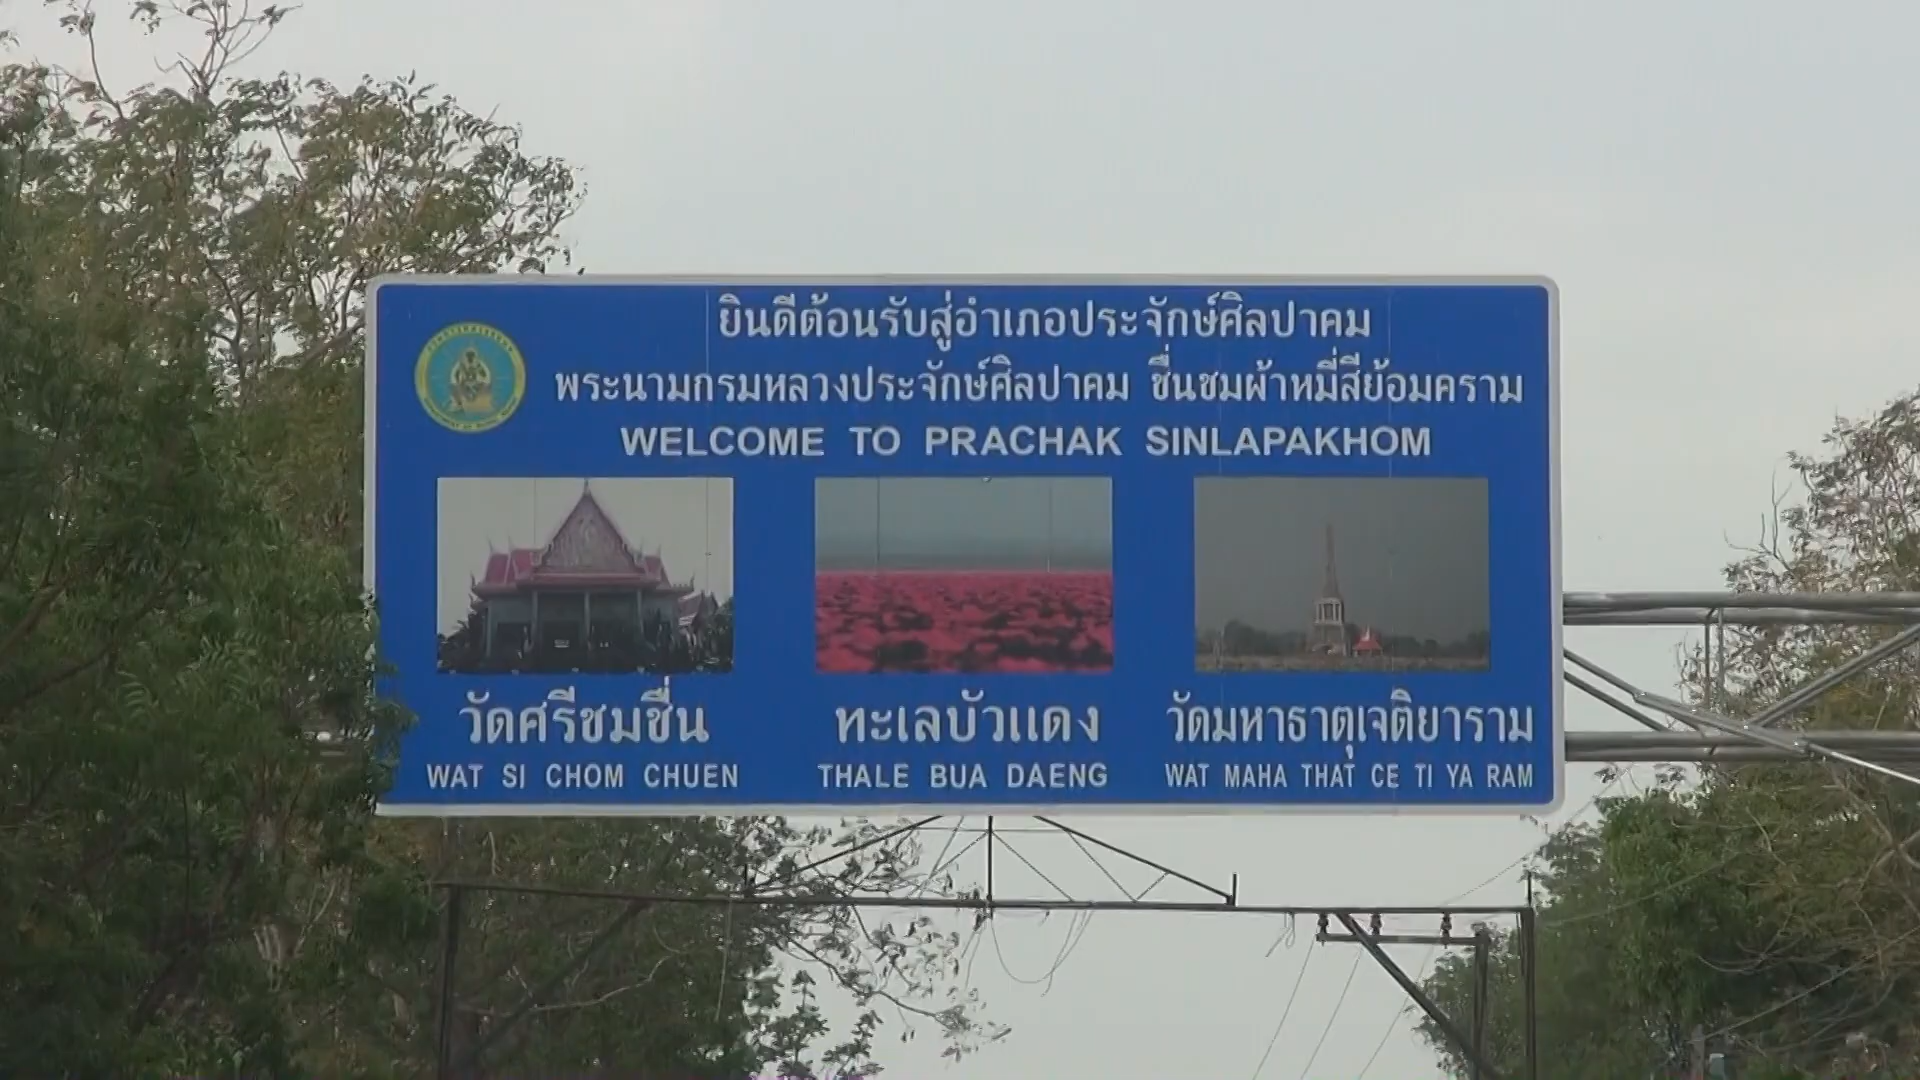 ยินดีต้อนรับสู่อำเภอประจักษ์ศิลปาคม
พระนามกรมหลวงประจักษ์ศิลปาคม ชื่นชมผ้าหมี่สีย้อมคราม
WELCOME TO PRACHAK SINLAPAKHOM
วัดศรีชมชื่น
WAT SI CHOM CHUEN
ทะเลบัวแดง
THALE BUA DAENG
วัดมหาธาตุเจติยาราม
WAT MAHA THAT CE TI YA RAM